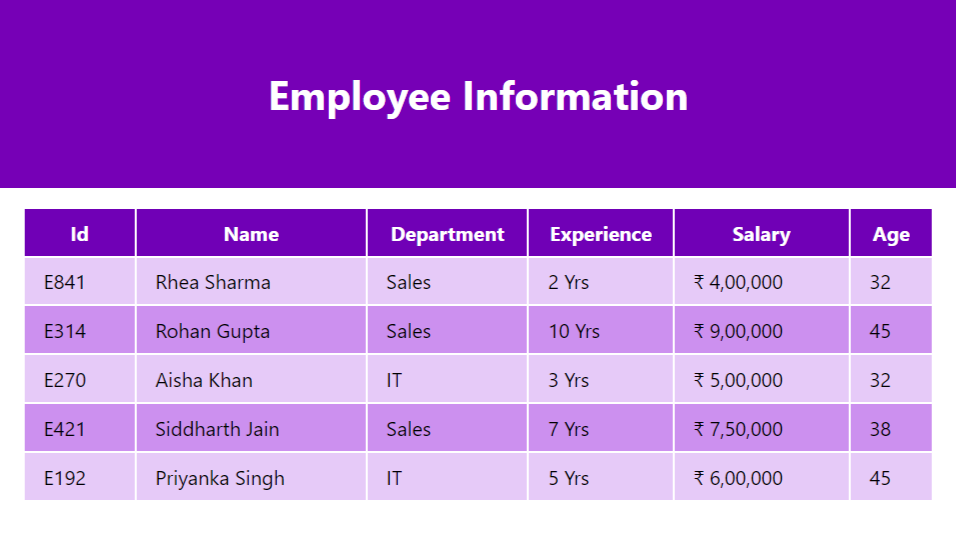 Employee Information
Id Name Department Experience Salary Age
E841 Rhea Sharma Sales 2 Yrs ₹ 4,00,000 32
E314 Rohan Gupta Sales 10 Yrs ₹ 9,00,000 45
E270 Aisha Khan IT 3 Yrs ₹ 5,00,000 32
E421 Siddharth Jain Sales 7 Yrs ₹ 7,50,000 38
E192 Priyanka Singh IT 5 Yrs ₹ 6,00,000 45